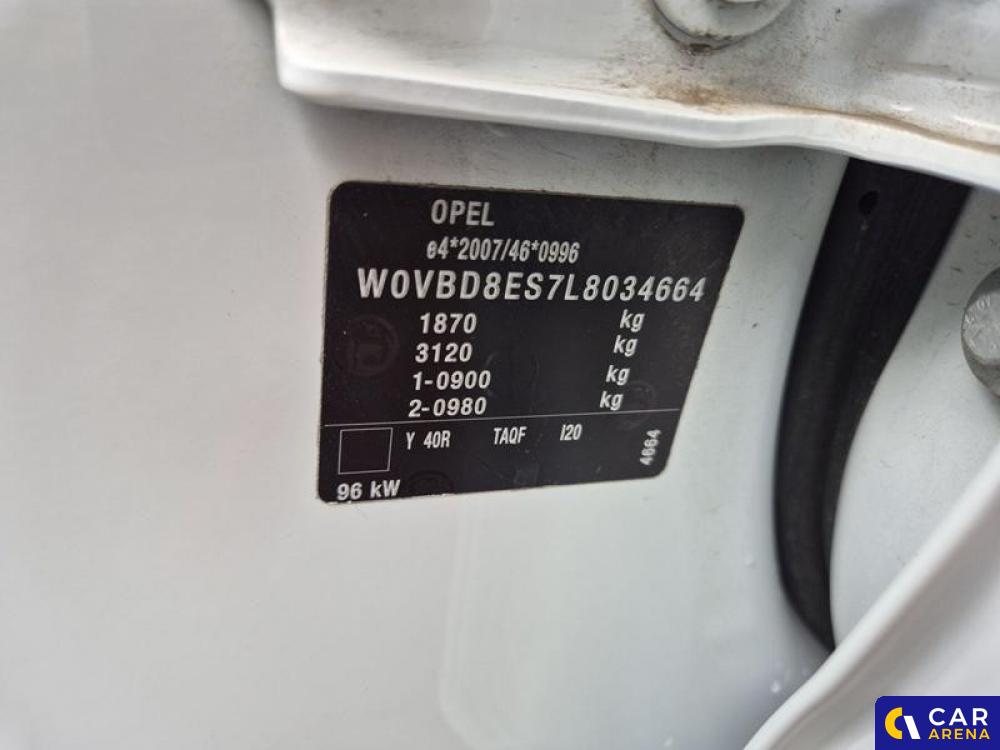 OPEL
e4*2007/46*0996
W0VBD8ES7L8034664
1870 kg
3120 kg
1-0900 kg
2-0980 kg
Y 40R TAQF I20
4664
96 kW
CAR
ARENA